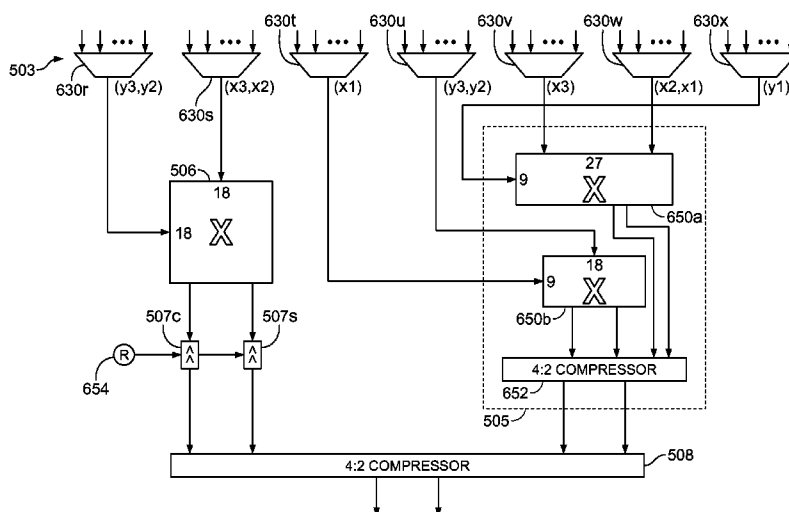 630t 630u 630v 630w 630x
503
630r (y3,y2) (x3,x2) (x1) (y3,y2) (x3) (x2,x1) (y1)
630s
506
18
18 X
27
9 X
650a
18
9 X
650b
507c 507s
R << <<
654
4:2 COMPRESSOR
652
505
4:2 COMPRESSOR 508